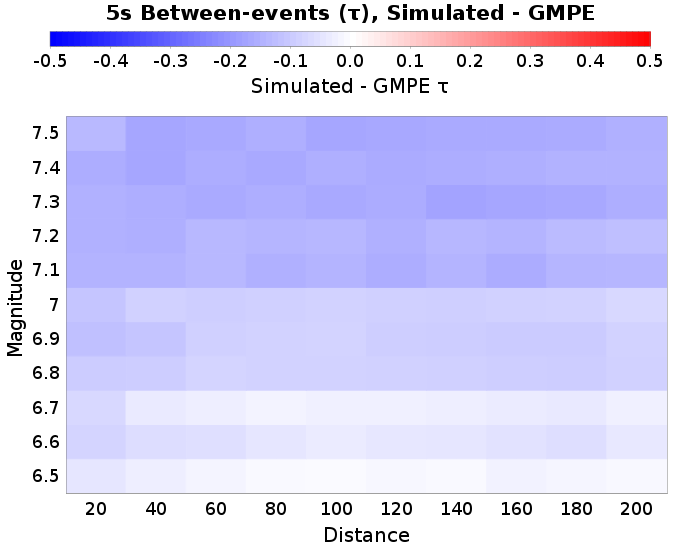 5s Between-events (τ), Simulated - GMPE
-0.5 -0.4 -0.3 -0.2 -0.1 0.0 0.1 0.2 0.3 0.4 0.5
Simulated - GMPE τ
Magnitude
7.5
7.4
7.3
7.2
7.1
7
6.9
6.8
6.7
6.6
6.5
20 40 60 80 100 120 140 160 180 200
Distance